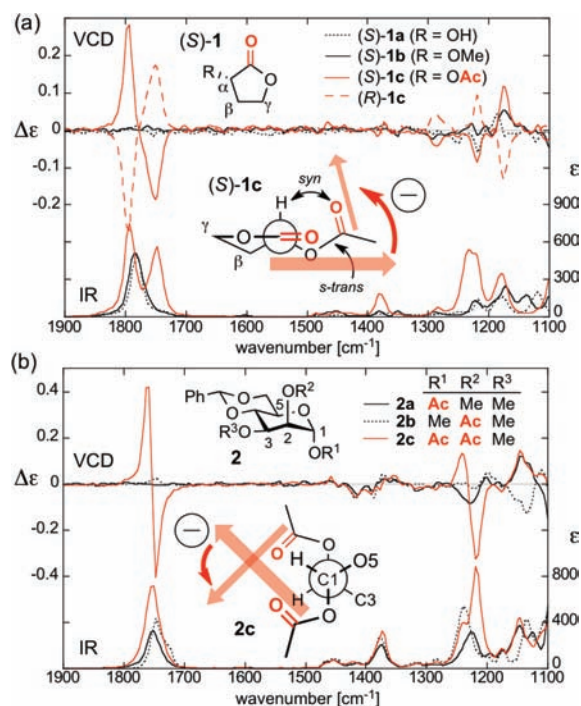 (a)
VCD
(S)-1
O
R
O
α
β
γ
(S)-1a (R = OH)
(S)-1b (R = OMe)
(S)-1c (R = OAc)
(R)-1c
0.2
0.1
Δε 0
-0.1
-0.2
(S)-1c
syn
H
O
γ
O
O
β
O
s-trans
−
ε
900
600
300
0
IR
1900 1800 1700 1600 1500 1400 1300 1200 1100
wavenumber [cm⁻¹]
(b)
0.4
VCD
Ph
O
O
5
OR²
O
R³O
3
2
1
OR¹
2
R¹ R² R³
2a Ac Me Me
2b Me Ac Me
2c Ac Ac Me
0.2
Δε 0
-0.2
-0.4
−
O
O
H
O5
C1
H
C3
O
O
2c
ε
8000
4000
0
IR
1900 1800 1700 1600 1500 1400 1300 1200 1100
wavenumber [cm⁻¹]